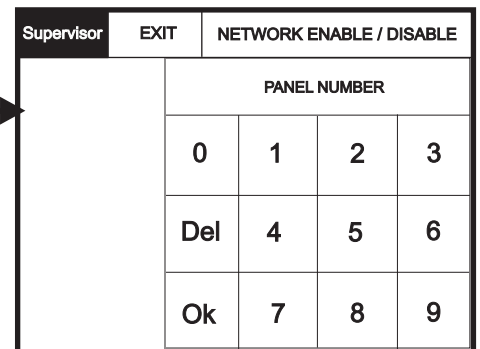 Supervisor EXIT NETWORK ENABLE / DISABLE
PANEL NUMBER
0 1 2 3
Del 4 5 6
Ok 7 8 9